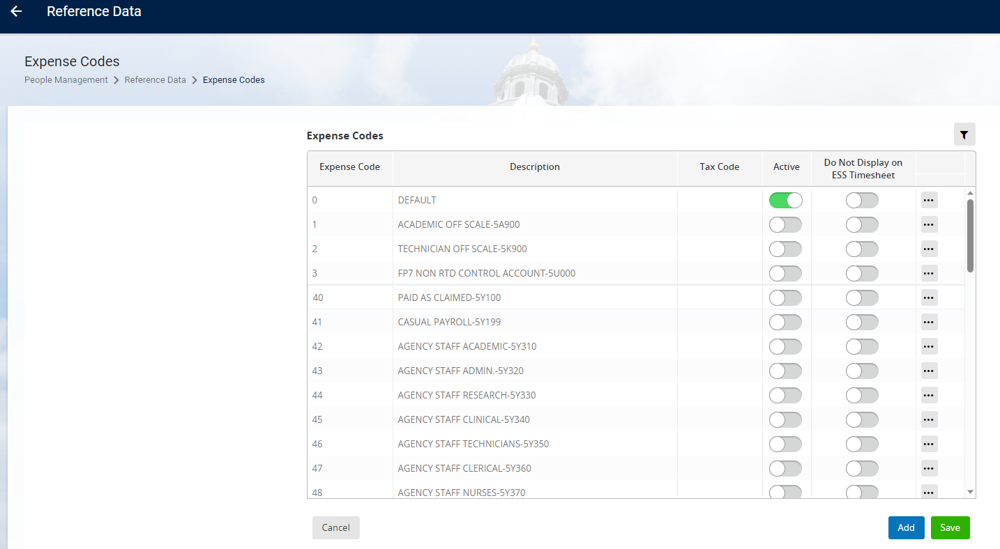 Reference Data
Expense Codes
People Management > Reference Data > Expense Codes
Expense Codes
Expense Code Description Tax Code Active Do Not Display on ESS Timesheet
0 DEFAULT
1 ACADEMIC OFF SCALE-5A900
2 TECHNICIAN OFF SCALE-5K900
3 FP7 NON RTD CONTROL ACCOUNT-5U000
40 PAID AS CLAIMED-5Y100
41 CASUAL PAYROLL-5Y199
42 AGENCY STAFF ACADEMIC-5Y310
43 AGENCY STAFF ADMIN.-5Y320
44 AGENCY STAFF RESEARCH-5Y330
45 AGENCY STAFF CLINICAL-5Y340
46 AGENCY STAFF TECHNICIANS-5Y350
47 AGENCY STAFF CLERICAL-5Y360
48 AGENCY STAFF NURSES-5Y370
Cancel Add Save